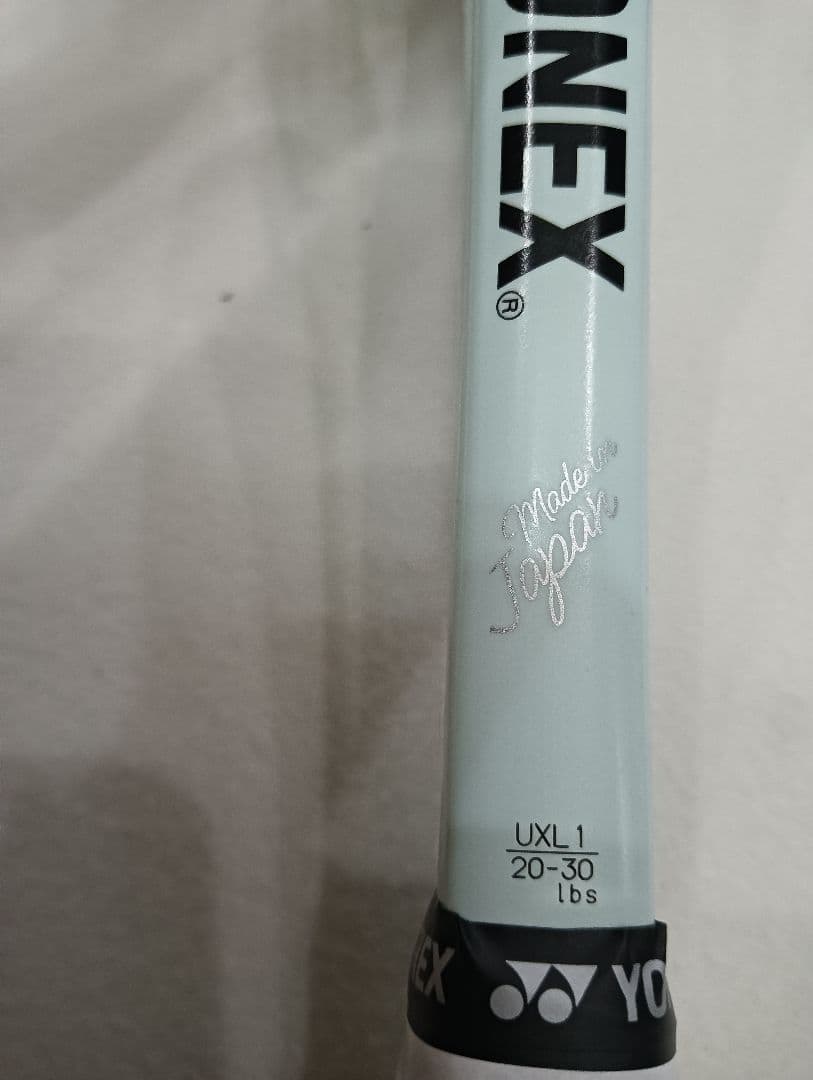 ONEX®
Made in
Japan
UXL1
20-30
lbs
EX YO